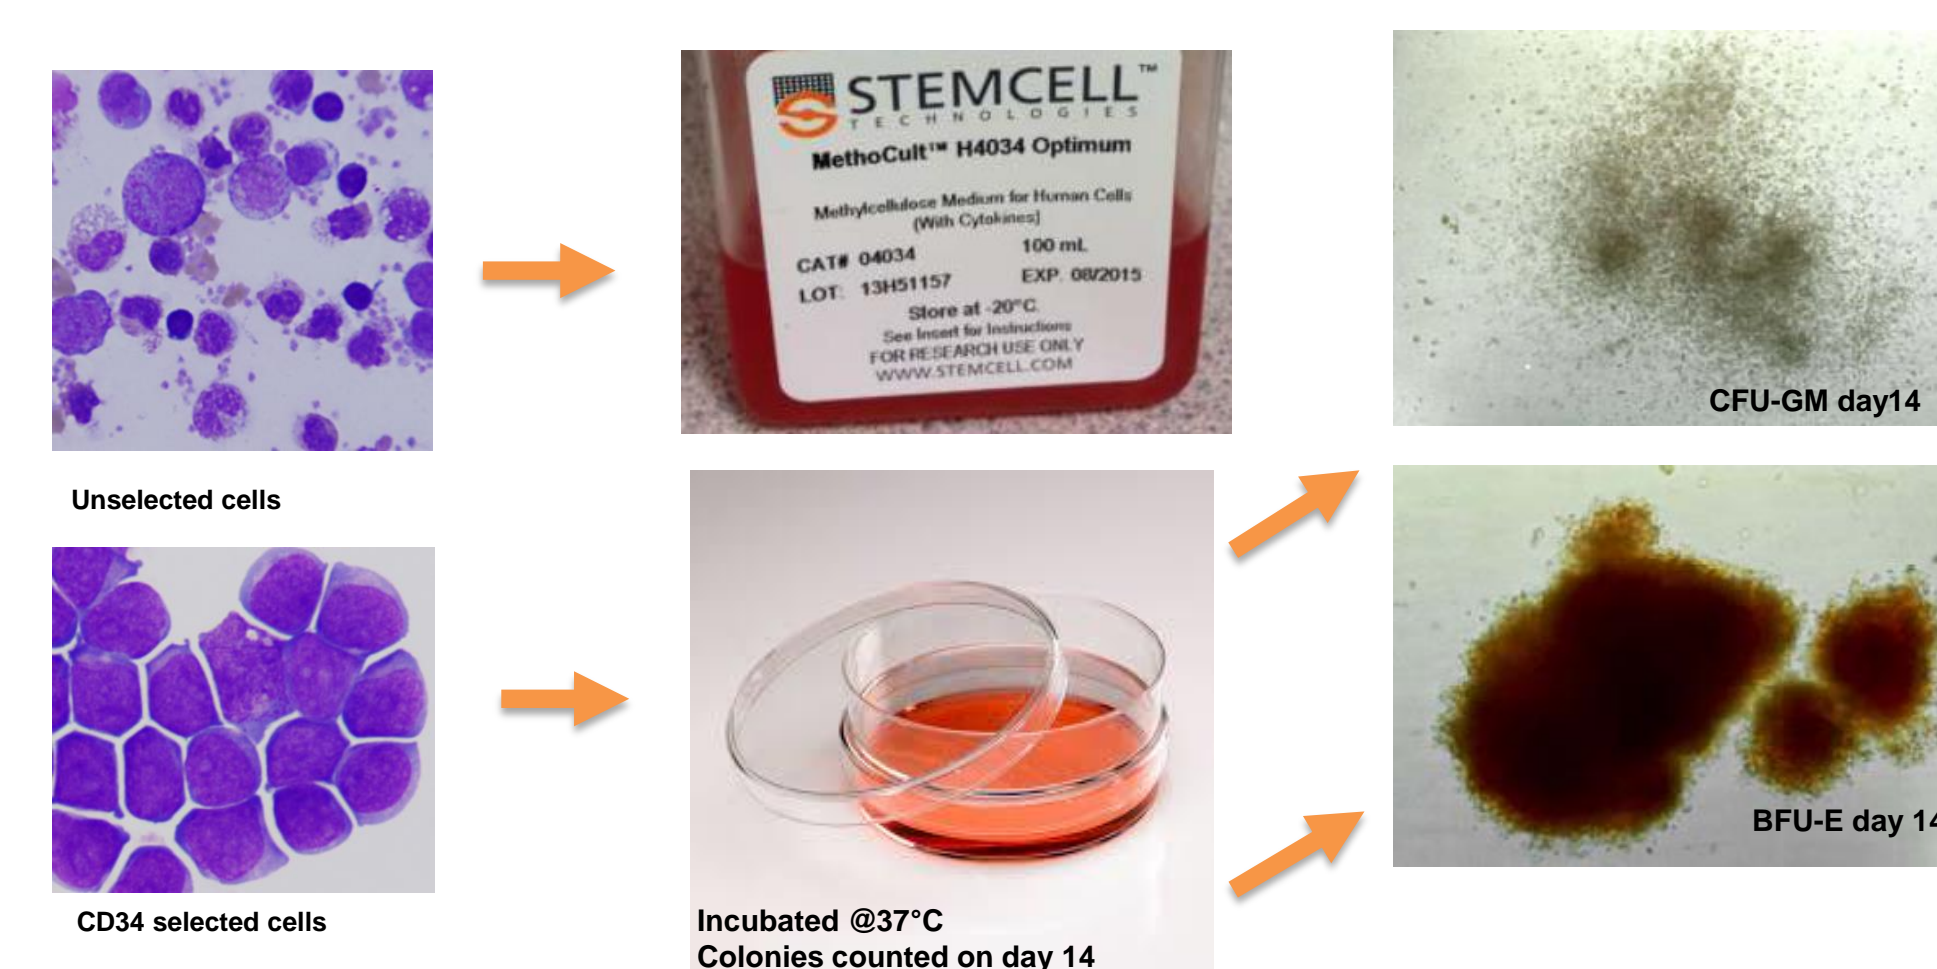 Unselected cells
CD34 selected cells
STEMCELL™
TECHNOLOGIES
MethoCult™ H4034 Optimum
Methylcellulose Medium for Human Cells
(With Cytokines)
CAT# 04034 100 mL
LOT: 13H51157 EXP. 08/2015
Store at -20°C.
See Insert for Instructions
FOR RESEARCH USE ONLY
WWW.STEMCELL.COM
Incubated @37°C
Colonies counted on day 14
CFU-GM day14
BFU-E day 14